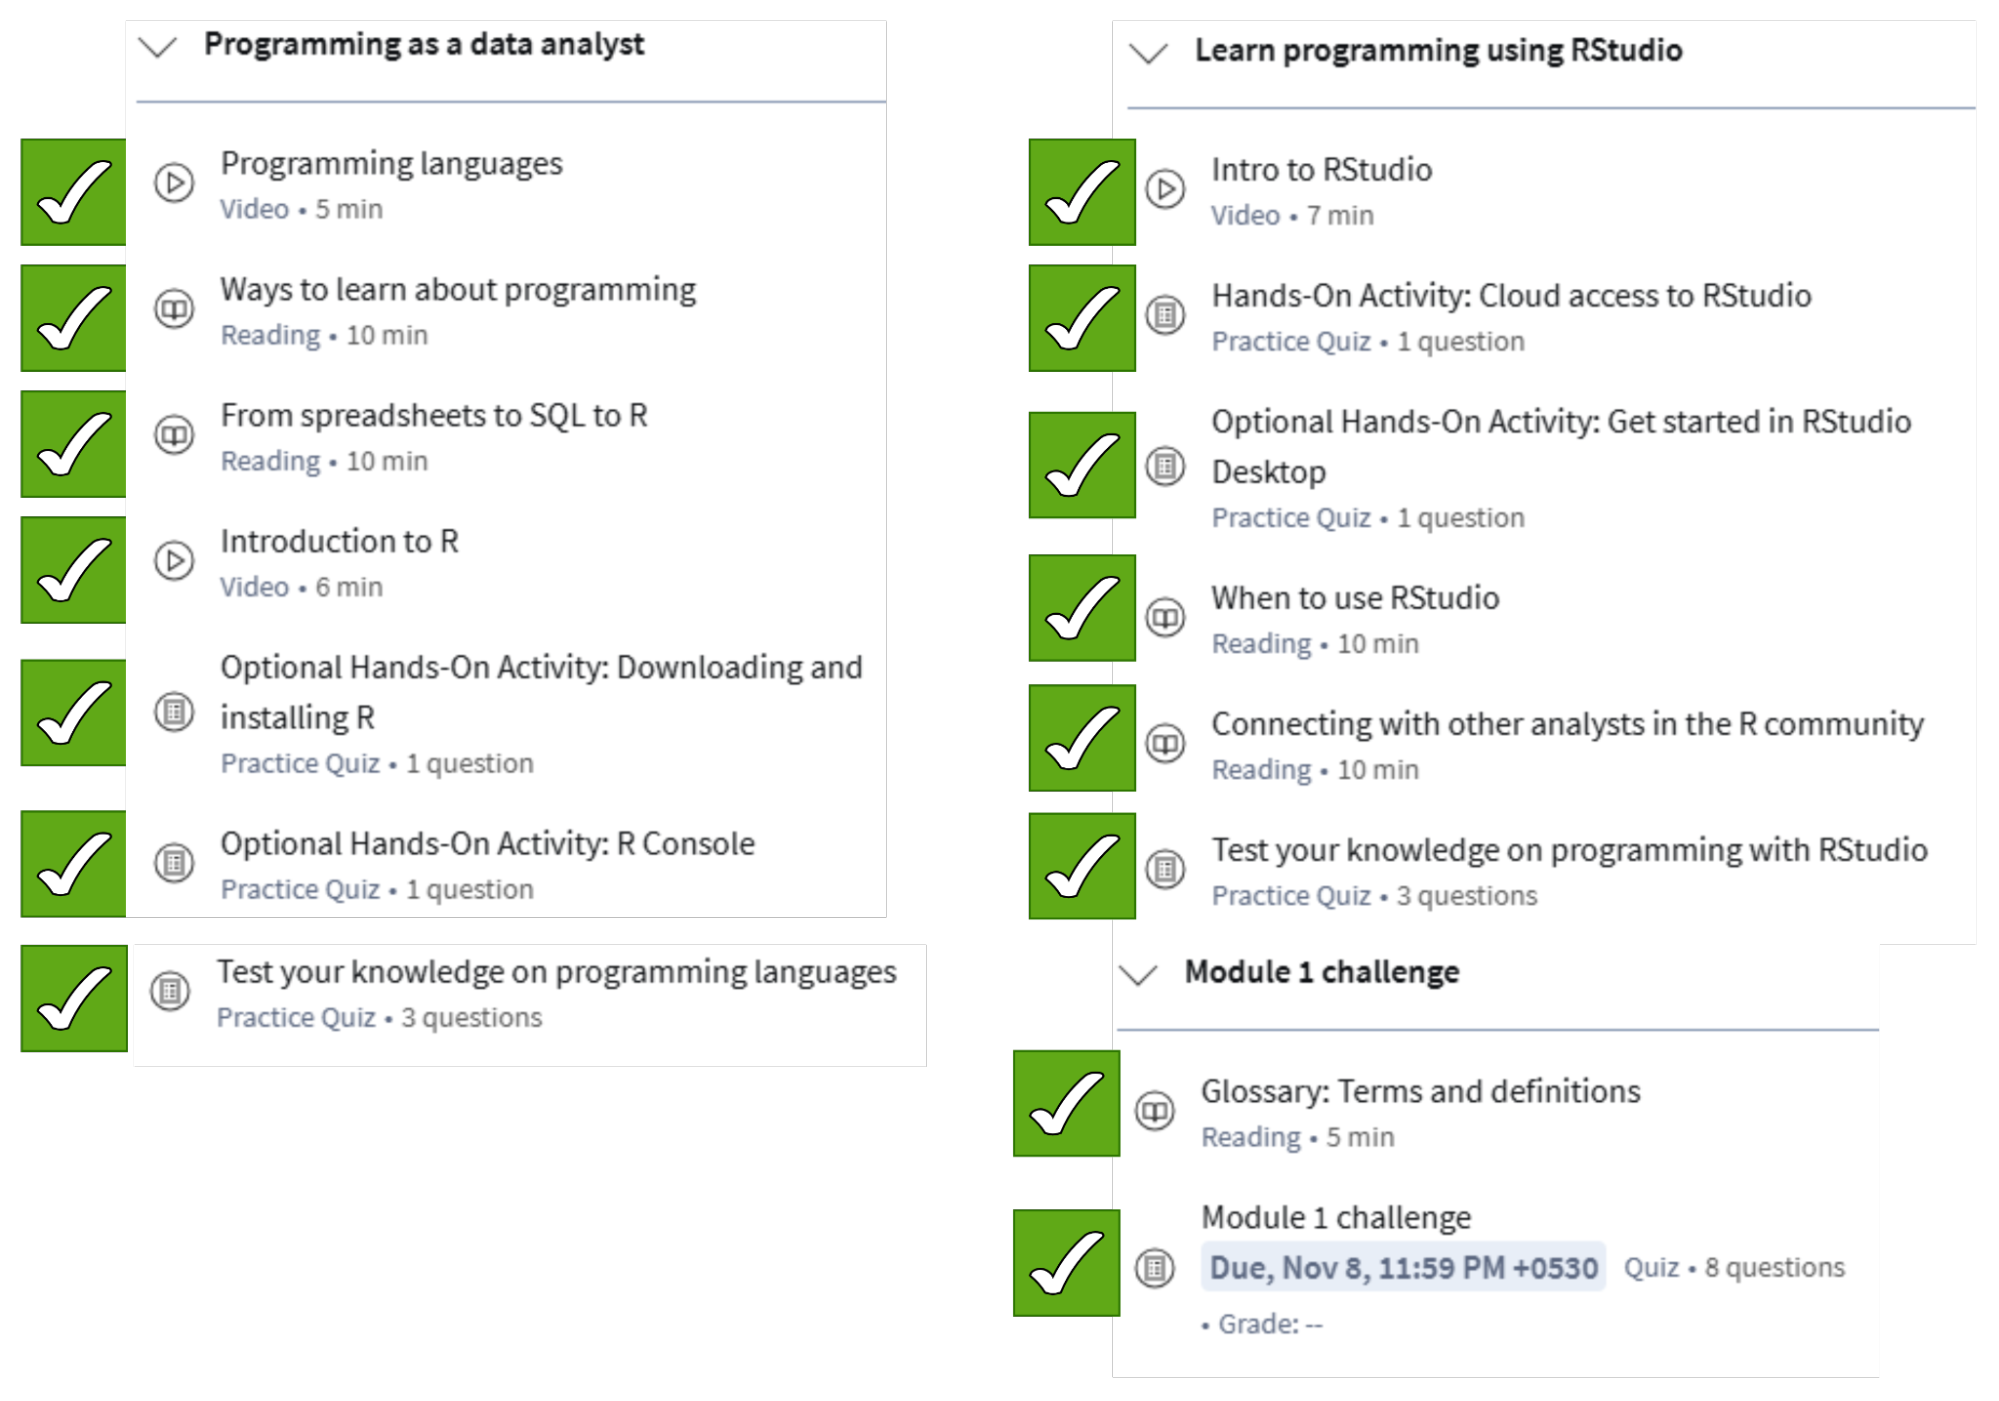 Programming as a data analyst
Programming languages
Video • 5 min
Ways to learn about programming
Reading • 10 min
From spreadsheets to SQL to R
Reading • 10 min
Introduction to R
Video • 6 min
Optional Hands-On Activity: Downloading and
installing R
Practice Quiz • 1 question
Optional Hands-On Activity: R Console
Practice Quiz • 1 question
Test your knowledge on programming languages
Practice Quiz • 3 questions
Learn programming using RStudio
Intro to RStudio
Video • 7 min
Hands-On Activity: Cloud access to RStudio
Practice Quiz • 1 question
Optional Hands-On Activity: Get started in RStudio
Desktop
Practice Quiz • 1 question
When to use RStudio
Reading • 10 min
Connecting with other analysts in the R community
Reading • 10 min
Test your knowledge on programming with RStudio
Practice Quiz • 3 questions
Module 1 challenge
Glossary: Terms and definitions
Reading • 5 min
Module 1 challenge
Due, Nov 8, 11:59 PM +0530 Quiz • 8 questions
• Grade: --